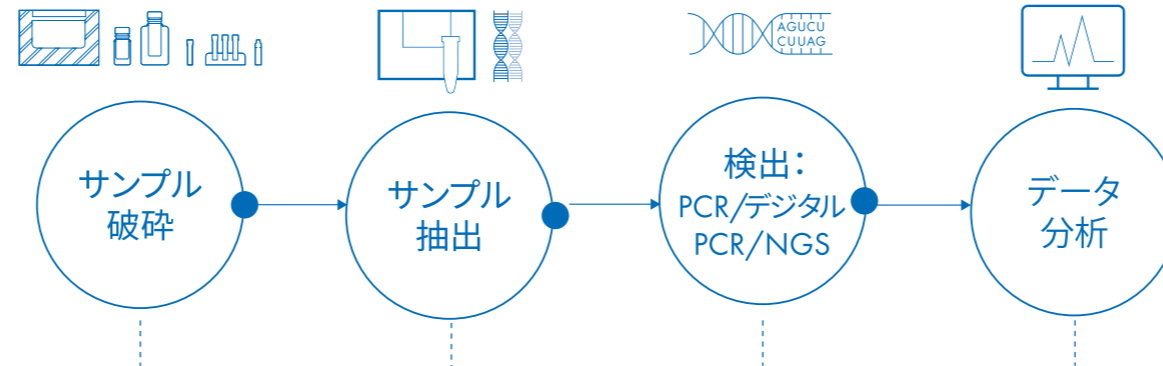 AGUCU
CUUAG
サンプル
破砕
サンプル
抽出
検出：
PCR/デジタル
PCR/NGS
データ
分析